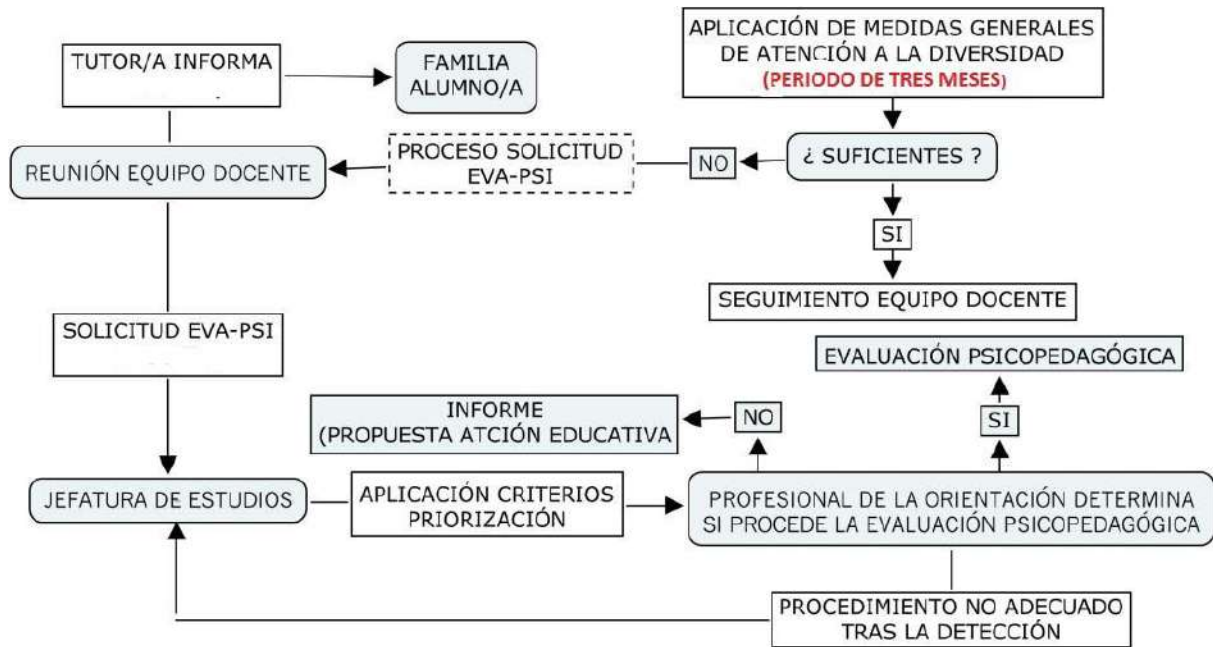 APLICACIÓN DE MEDIDAS GENERALES
DE ATENCIÓN A LA DIVERSIDAD
(PERIODO DE TRES MESES)
TUTOR/A INFORMA
FAMILIA
ALUMNO/A
¿ SUFICIENTES ?
NO
PROCESO SOLICITUD
EVA-PSI
REUNIÓN EQUIPO DOCENTE
SI
SEGUIMIENTO EQUIPO DOCENTE
SOLICITUD EVA-PSI
EVALUACIÓN PSICOPEDAGÓGICA
INFORME
(PROPUESTA ATCIÓN EDUCATIVA
NO
SI
JEFATURA DE ESTUDIOS
APLICACIÓN CRITERIOS
PRIORIZACIÓN
PROFESIONAL DE LA ORIENTACIÓN DETERMINA
SI PROCEDE LA EVALUACIÓN PSICOPEDAGÓGICA
PROCEDIMIENTO NO ADECUADO
TRAS LA DETECCIÓN